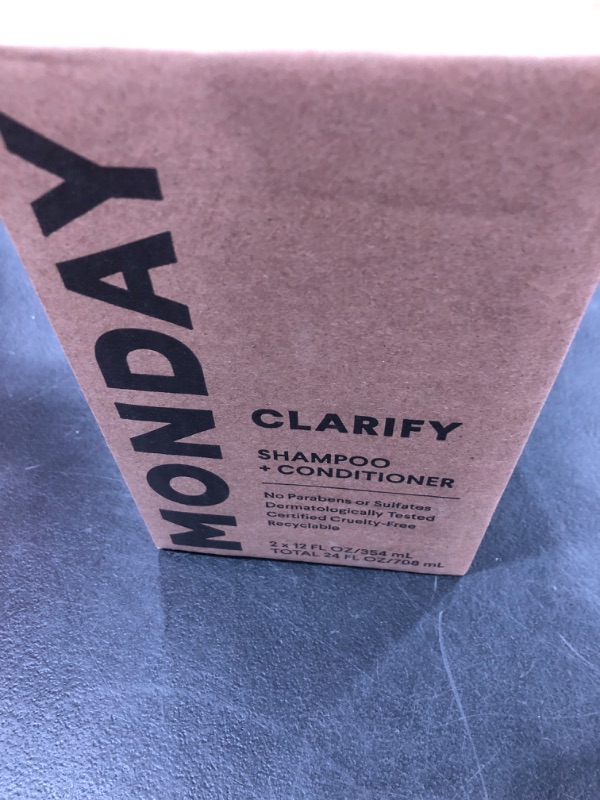 MONDAY
CLARIFY
SHAMPOO
+ CONDITIONER
No Parabens or Sulfates
Dermatologically Tested
Certified Cruelty-Free
Recyclable
2 x 12 FL OZ/354 mL
TOTAL 24 FL OZ/708 mL